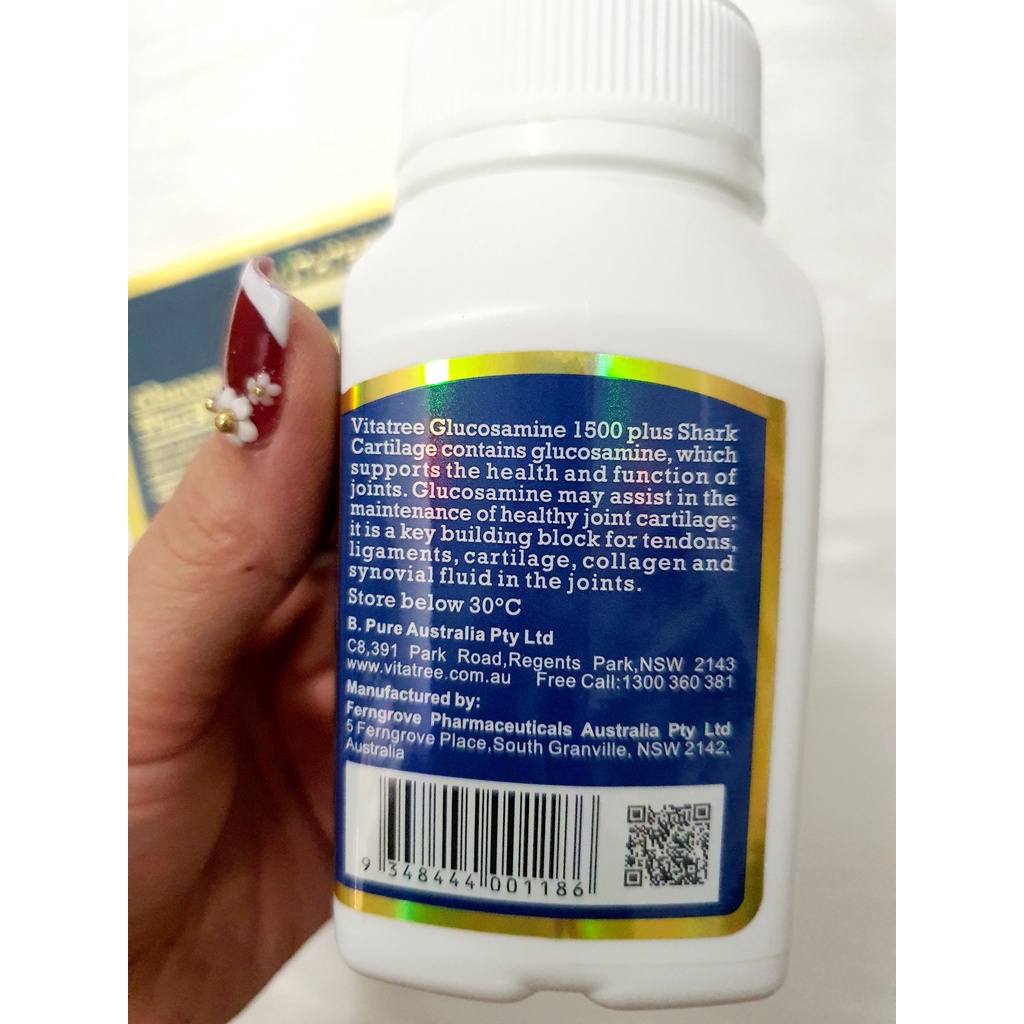 Vitatree Glucosamine 1500 plus Shark
Cartilage contains glucosamine, which
supports the health and function of
joints. Glucosamine may assist in the
maintenance of healthy joint cartilage;
it is a key building block for tendons,
ligaments, cartilage, collagen and
synovial fluid in the joints.
Store below 30°C
B. Pure Australia Pty Ltd
C8,391 Park Road,Regents Park,NSW 2143
www.vitatree.com.au Free Call:1300 360 381
Manufactured by:
Ferngrove Pharmaceuticals Australia Pty Ltd
5 Ferngrove Place,South Granville, NSW 2142,
Australia
9 348444 001186